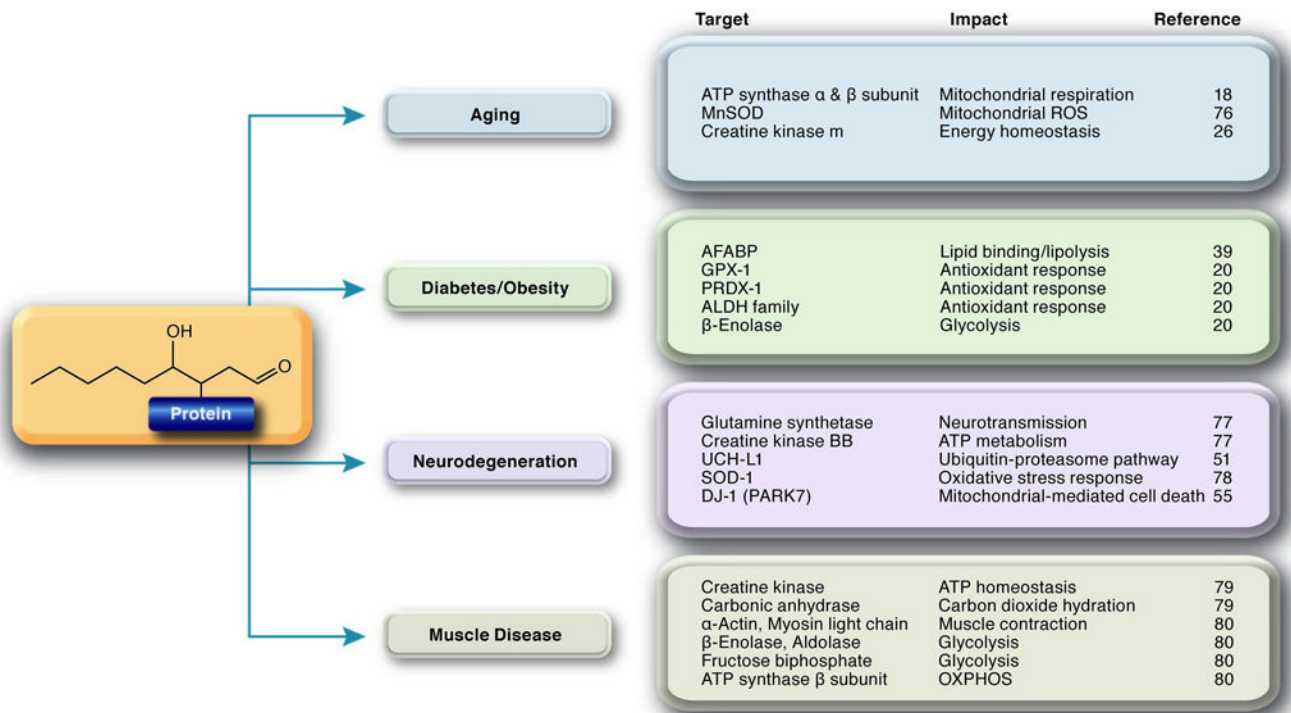 Target Impact Reference
Aging
ATP synthase α & β subunit Mitochondrial respiration 18
MnSOD Mitochondrial ROS 76
Creatine kinase m Energy homeostasis 26
Diabetes/Obesity
AFABP Lipid binding/lipolysis 39
GPX-1 Antioxidant response 20
PRDX-1 Antioxidant response 20
ALDH family Antioxidant response 20
β-Enolase Glycolysis 20
OH
O
Protein
Neurodegeneration
Glutamine synthetase Neurotransmission 77
Creatine kinase BB ATP metabolism 77
UCH-L1 Ubiquitin-proteasome pathway 51
SOD-1 Oxidative stress response 78
DJ-1 (PARK7) Mitochondrial-mediated cell death 55
Muscle Disease
Creatine kinase ATP homeostasis 79
Carbonic anhydrase Carbon dioxide hydration 79
α-Actin, Myosin light chain Muscle contraction 80
β-Enolase, Aldolase Glycolysis 80
Fructose biphosphate Glycolysis 80
ATP synthase β subunit OXPHOS 80